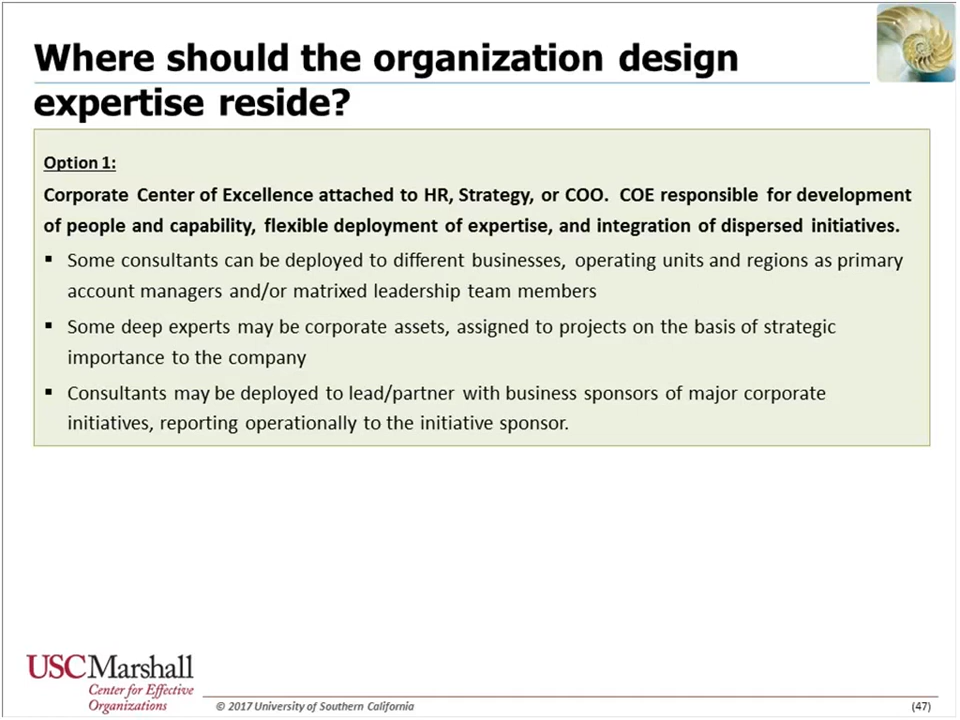 Where should the organization design
expertise reside?
Option 1:
Corporate Center of Excellence attached to HR, Strategy, or COO. COE responsible for development
of people and capability, flexible deployment of expertise, and integration of dispersed initiatives.
▪ Some consultants can be deployed to different businesses, operating units and regions as primary
account managers and/or matrixed leadership team members
▪ Some deep experts may be corporate assets, assigned to projects on the basis of strategic
importance to the company
▪ Consultants may be deployed to lead/partner with business sponsors of major corporate
initiatives, reporting operationally to the initiative sponsor.
USCMarshall
Center for Effective
Organizations
© 2017 University of Southern California
(47)